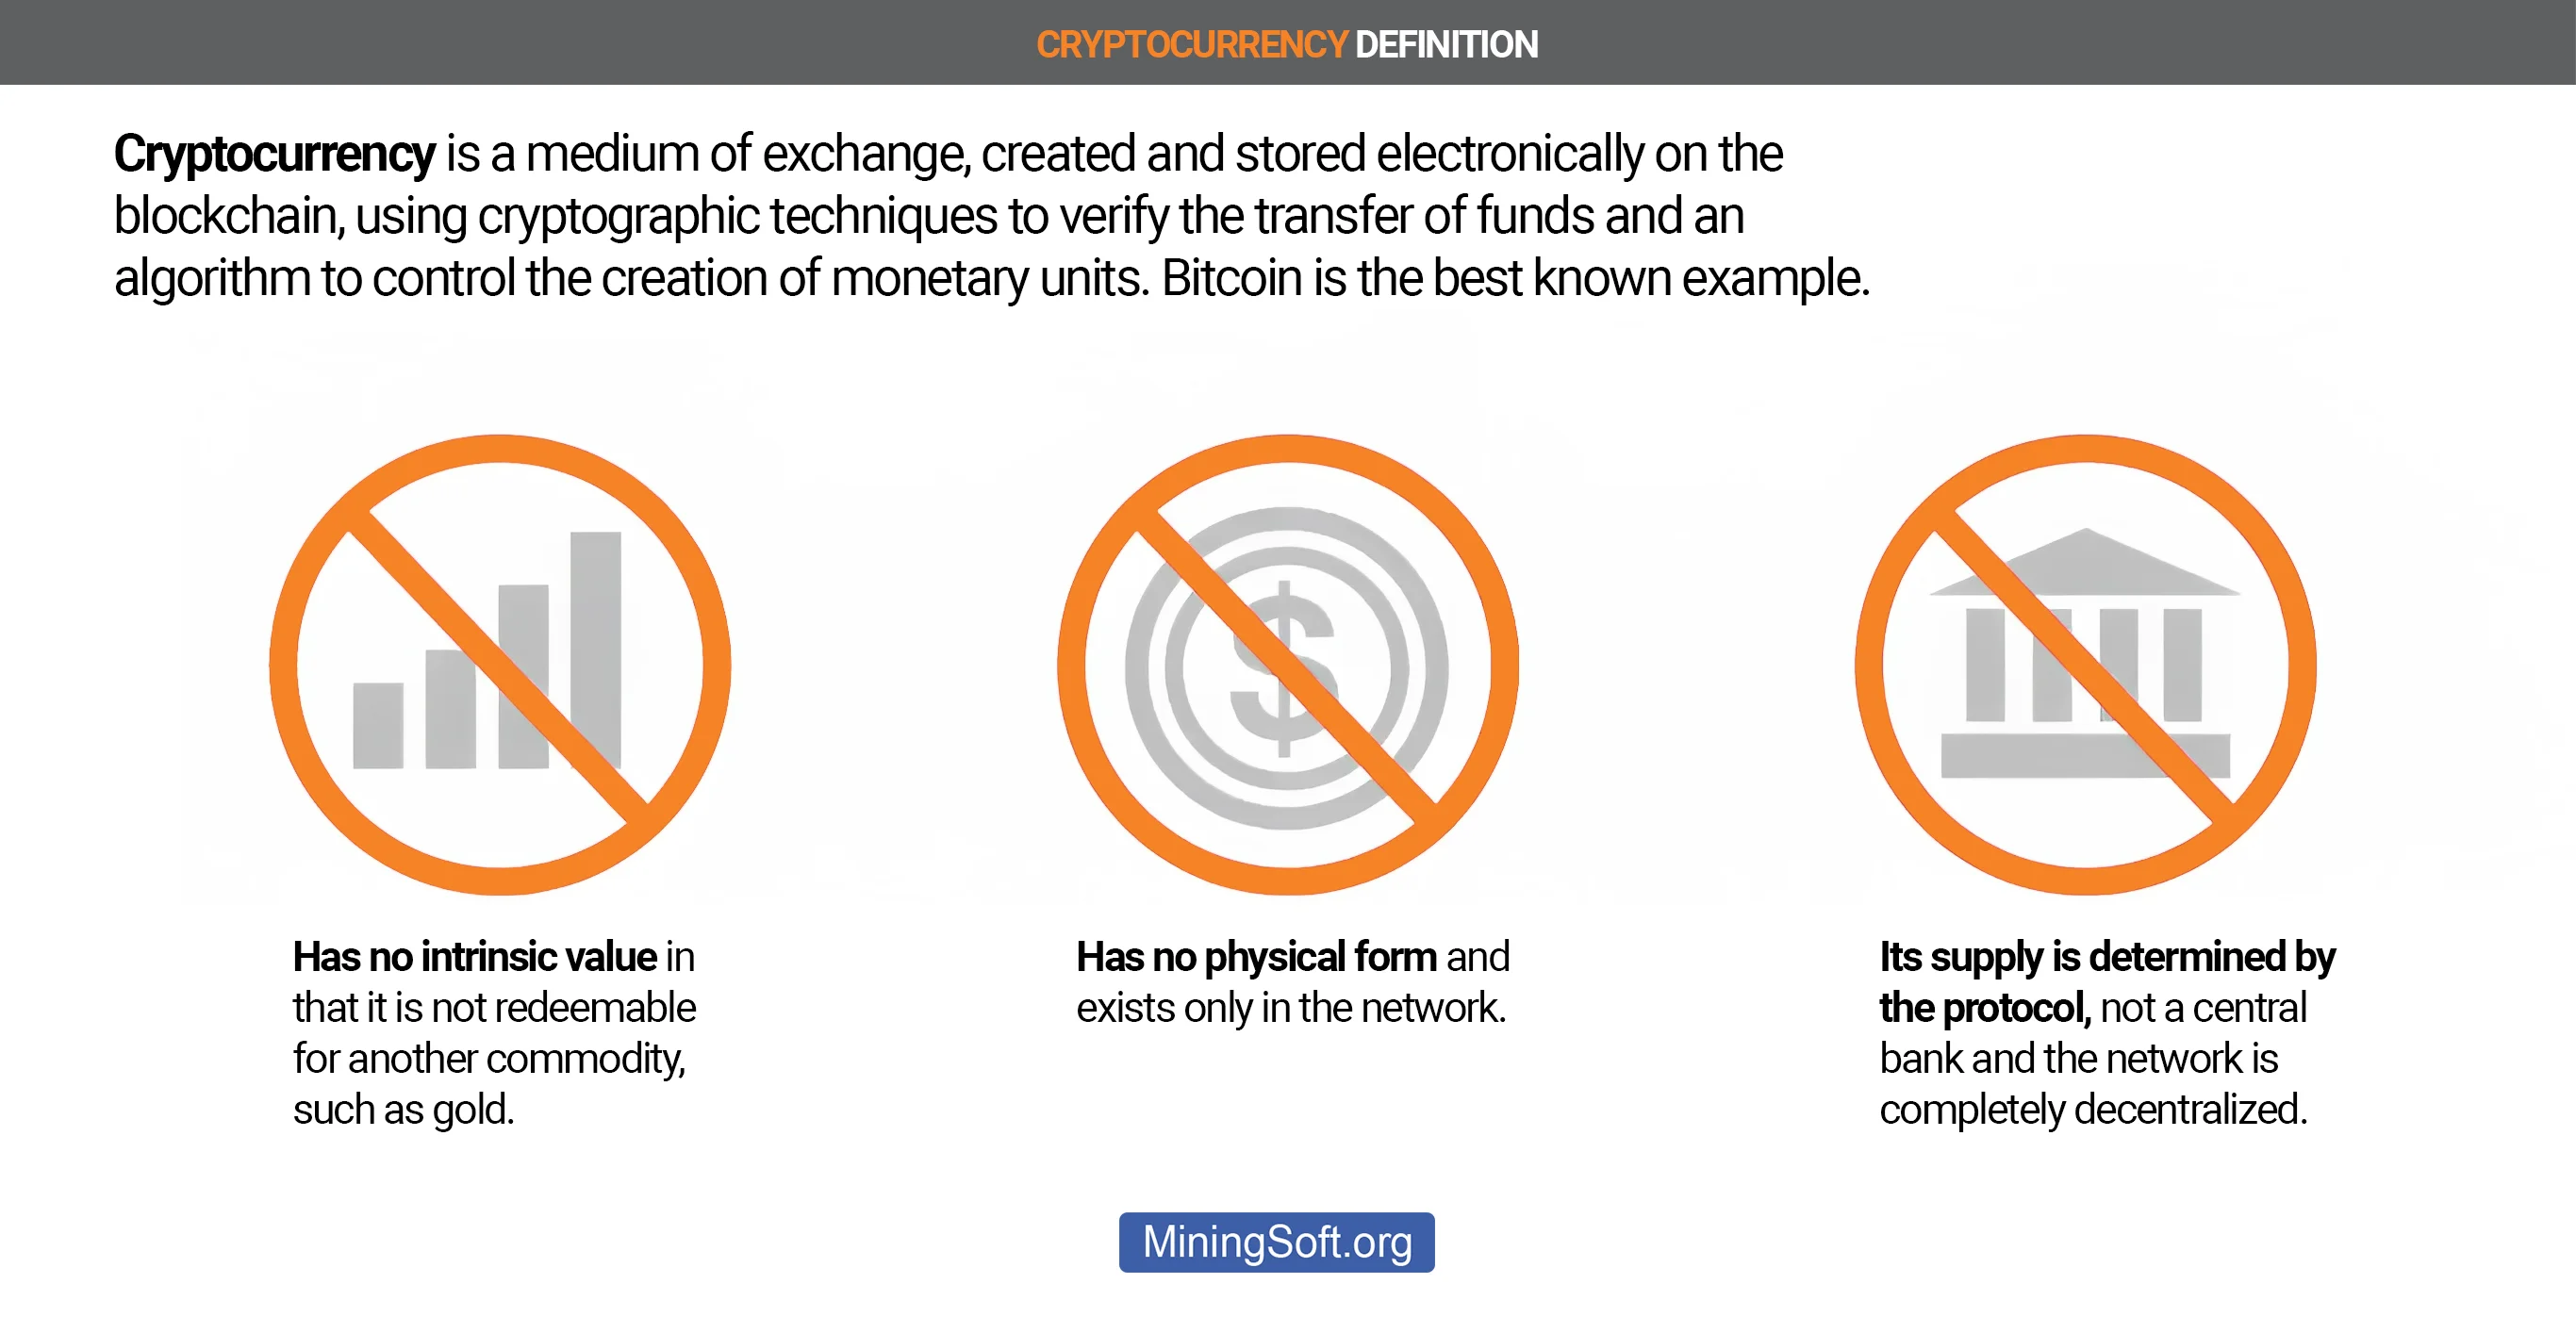 CRYPTOCURRENCY DEFINITION
Cryptocurrency is a medium of exchange, created and stored electronically on the
blockchain, using cryptographic techniques to verify the transfer of funds and an
algorithm to control the creation of monetary units. Bitcoin is the best known example.
$
Has no intrinsic value in
that it is not redeemable
for another commodity,
such as gold.
Has no physical form and
exists only in the network.
Its supply is determined by
the protocol, not a central
bank and the network is
completely decentralized.
MiningSoft.org